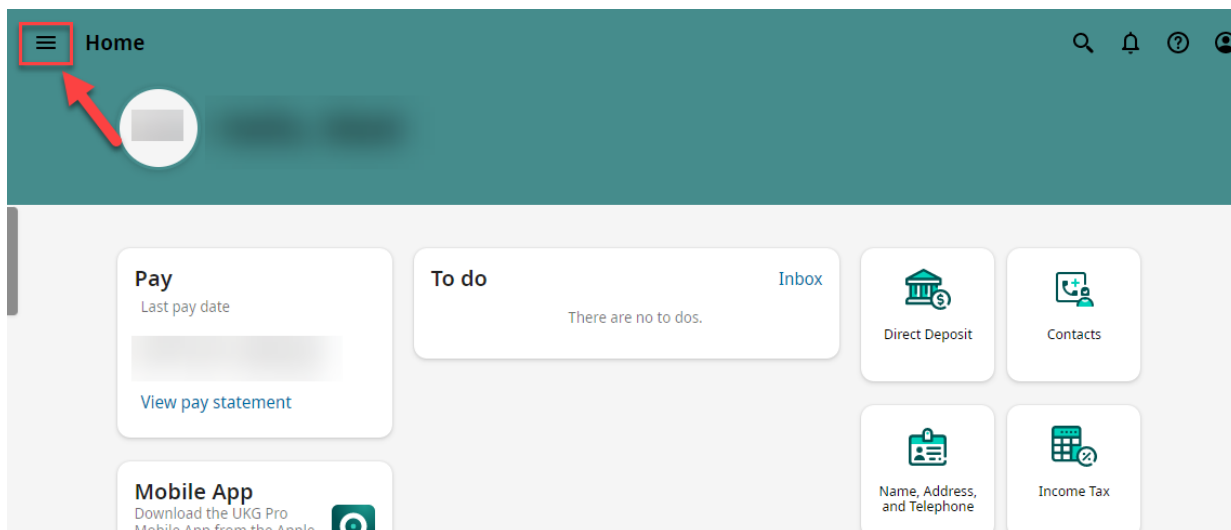 Home
Pay
Last pay date
View pay statement
To do
Inbox
There are no to dos.
Direct Deposit
Contacts
Name, Address,
and Telephone
Income Tax
Mobile App
Download the UKG Pro
Mobile App from the Apple